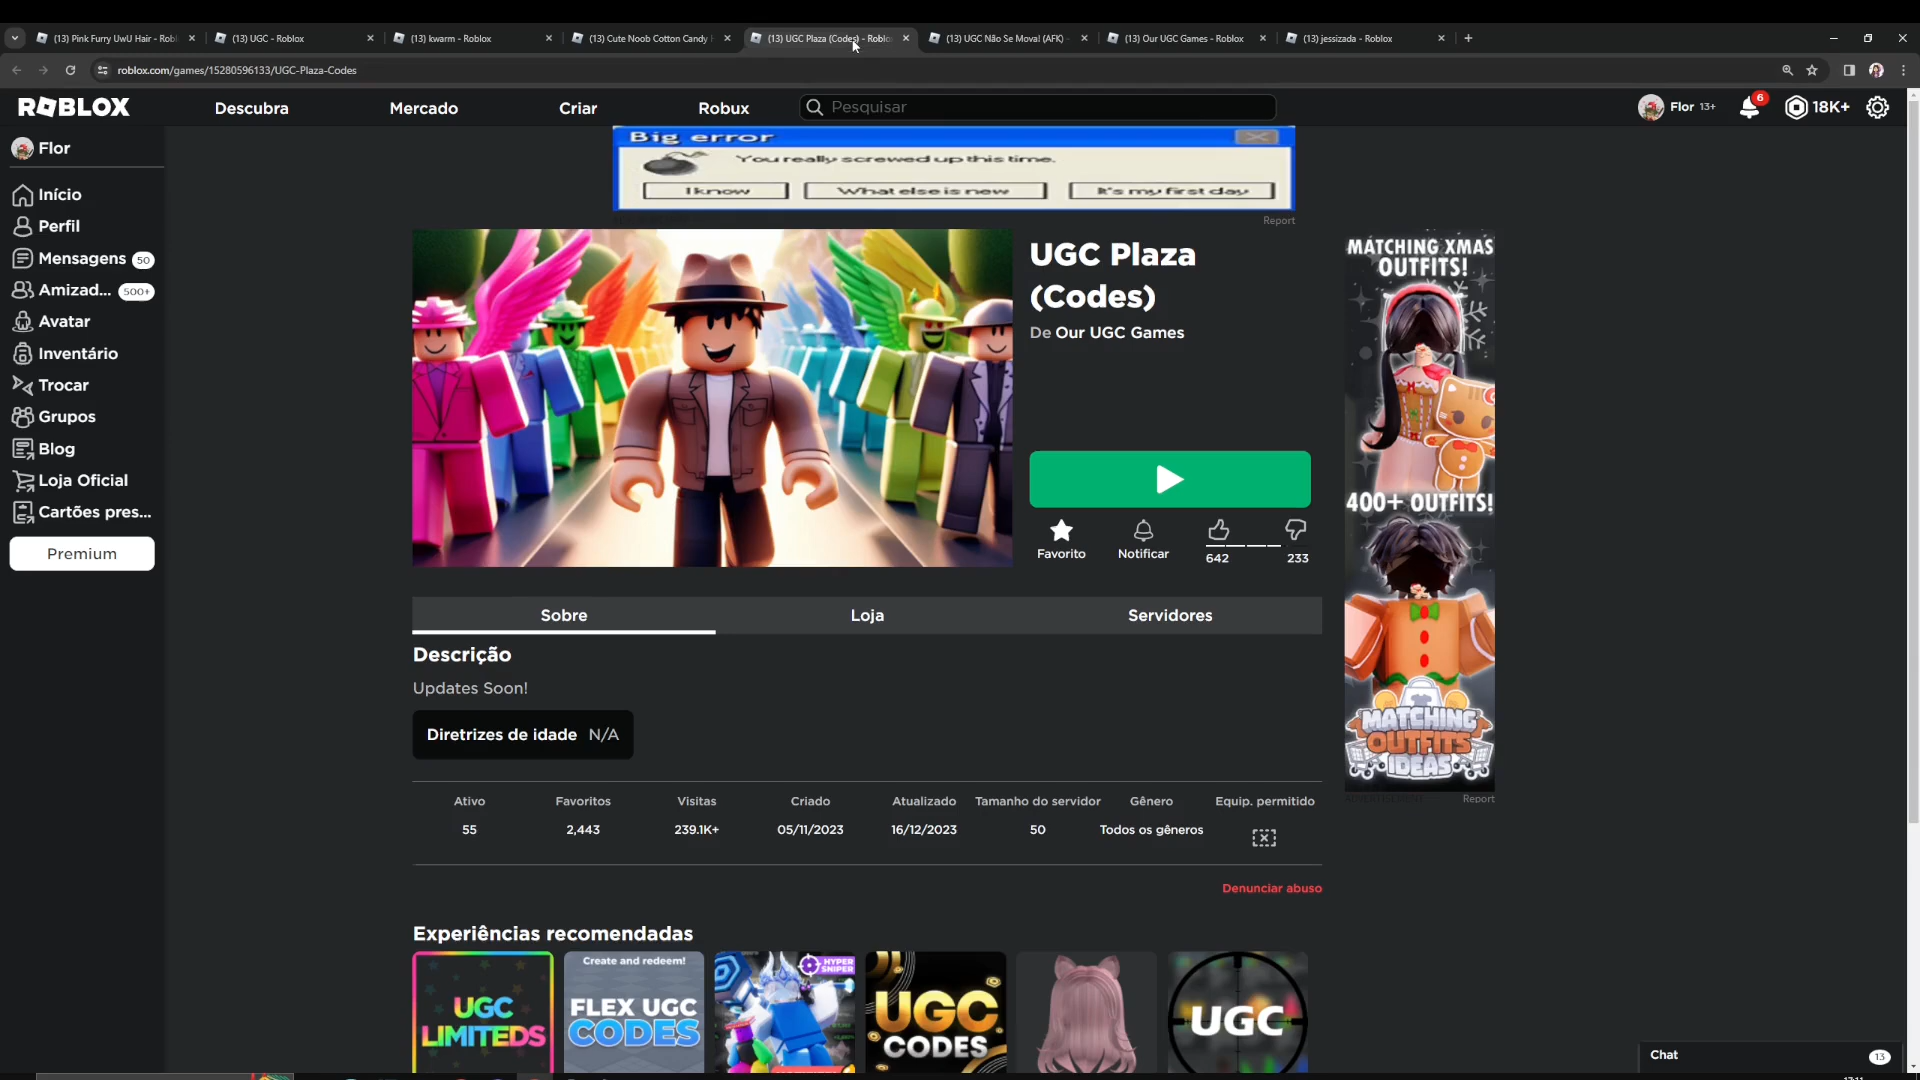 (13) Pink Furry UwU Hair - Rob
(13) UGC - Roblox
(13) kwarm - Roblox
(13) Cute Noob Cotton Candy
(13) UGC Plaza (Codes) - Roblo
(13) UGC Não Se Mova! (AFK) -
(13) Our UGC Games - Roblox
(13) jessizada - Roblox
roblox.com/games/15280596133/UGC-Plaza-Codes
ROBLOX
Descubra
Mercado
Criar
Robux
Pesquisar
Flor 13+
6
18K+
Flor
Início
Perfil
Mensagens 50
Amizad... 500+
Avatar
Inventário
Trocar
Grupos
Blog
Loja Oficial
Cartões pres...
Premium
Big error
You really screwed up this time.
I know
What else is new
It's my first day
Report
UGC Plaza
(Codes)
De Our UGC Games
Favorito
Notificar
642
233
MATCHING XMAS
OUTFITS!
400+ OUTFITS!
MATCHING
OUTFITS
IDEAS
ADVERTISEMENT
Report
Sobre
Loja
Servidores
Descrição
Updates Soon!
Diretrizes de idade N/A
Ativo
Favoritos
Visitas
Criado
Atualizado
Tamanho do servidor
Gênero
Equip. permitido
55
2,443
239.1K+
05/11/2023
16/12/2023
50
Todos os gêneros
Denunciar abuso
Experiências recomendadas
UGC
LIMITEDS
Create and redeem!
FLEX UGC
CODES
HYPER
SNIPER
UGC
CODES
UGC
Chat
13